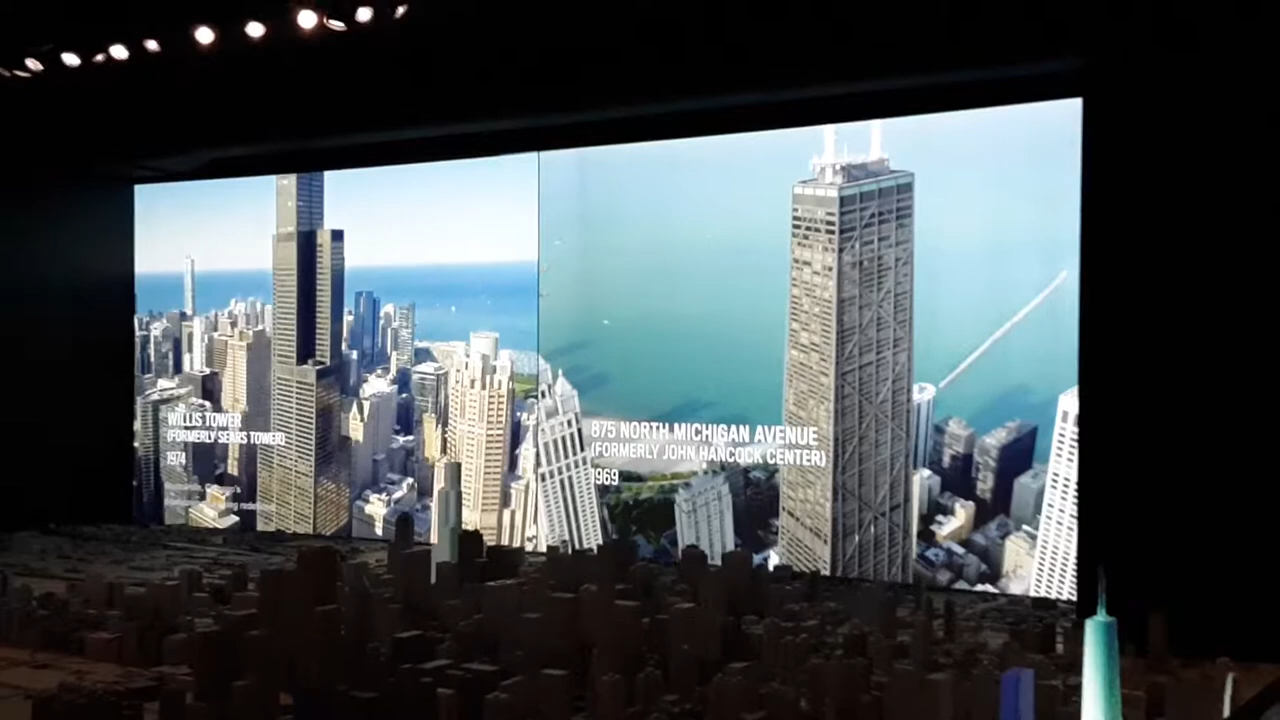 WILLIS TOWER
(FORMERLY SEARS TOWER)
1974
875 NORTH MICHIGAN AVENUE
(FORMERLY JOHN HANCOCK CENTER)
1969